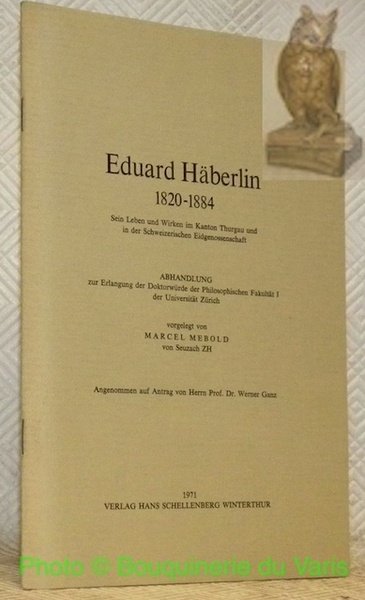 Eduard Häberlin
1820-1884
Sein Leben und Wirken im Kanton Thurgau und
in der Schweizerischen Eidgenossenschaft
ABHANDLUNG
zur Erlangung der Doktorwürde der Philosophischen Fakultät I
der Universität Zürich
vorgelegt von
MARCEL MEBOLD
von Seuzach ZH
Angenommen auf Antrag von Herrn Prof. Dr. Werner Ganz
1971
VERLAG HANS SCHELLENBERG WINTERTHUR
Photo © Bouquinerie du Varis